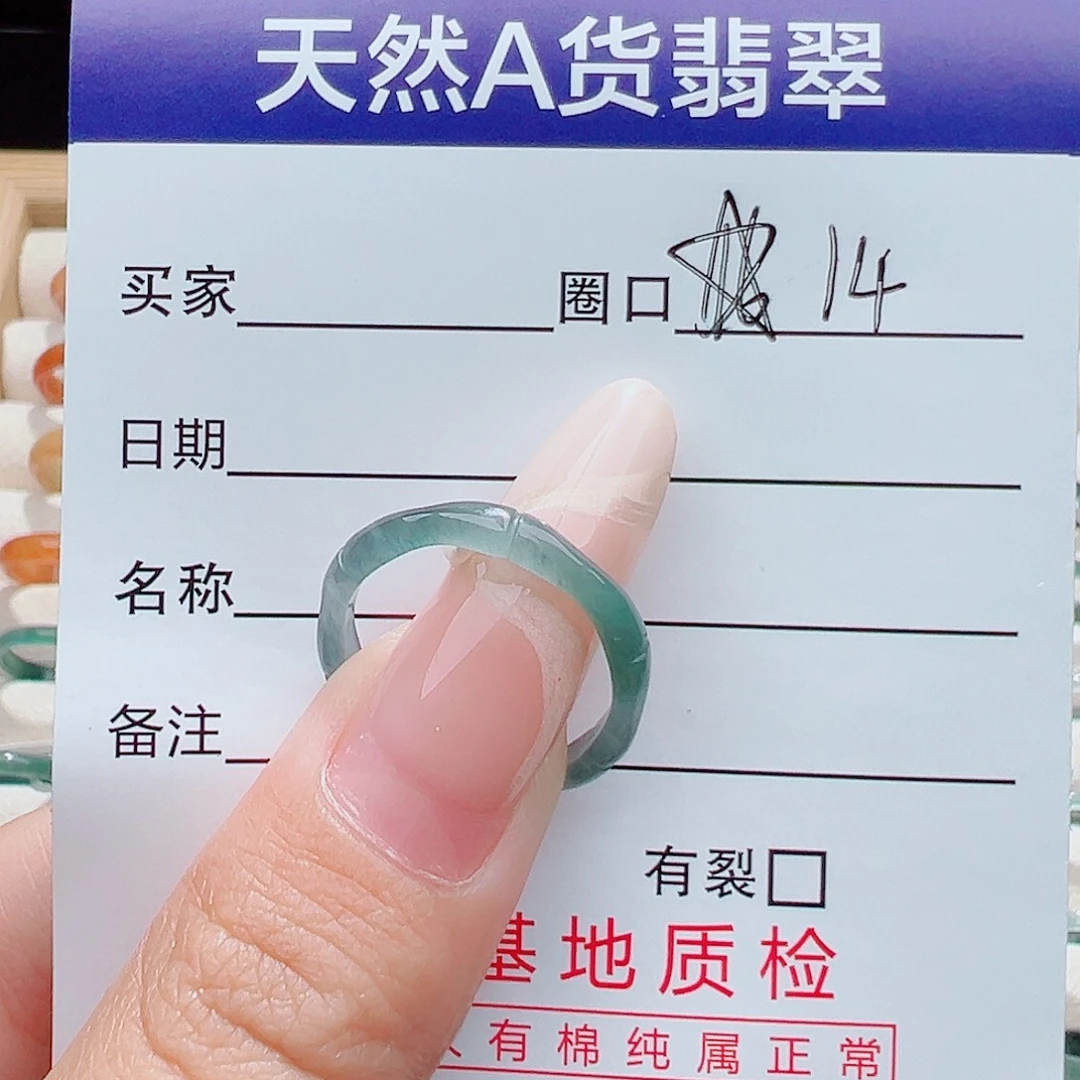 天然A货翡翠
买家 圈口 14
日期
名称
备注
有裂
基地质检
有棉纯属正常